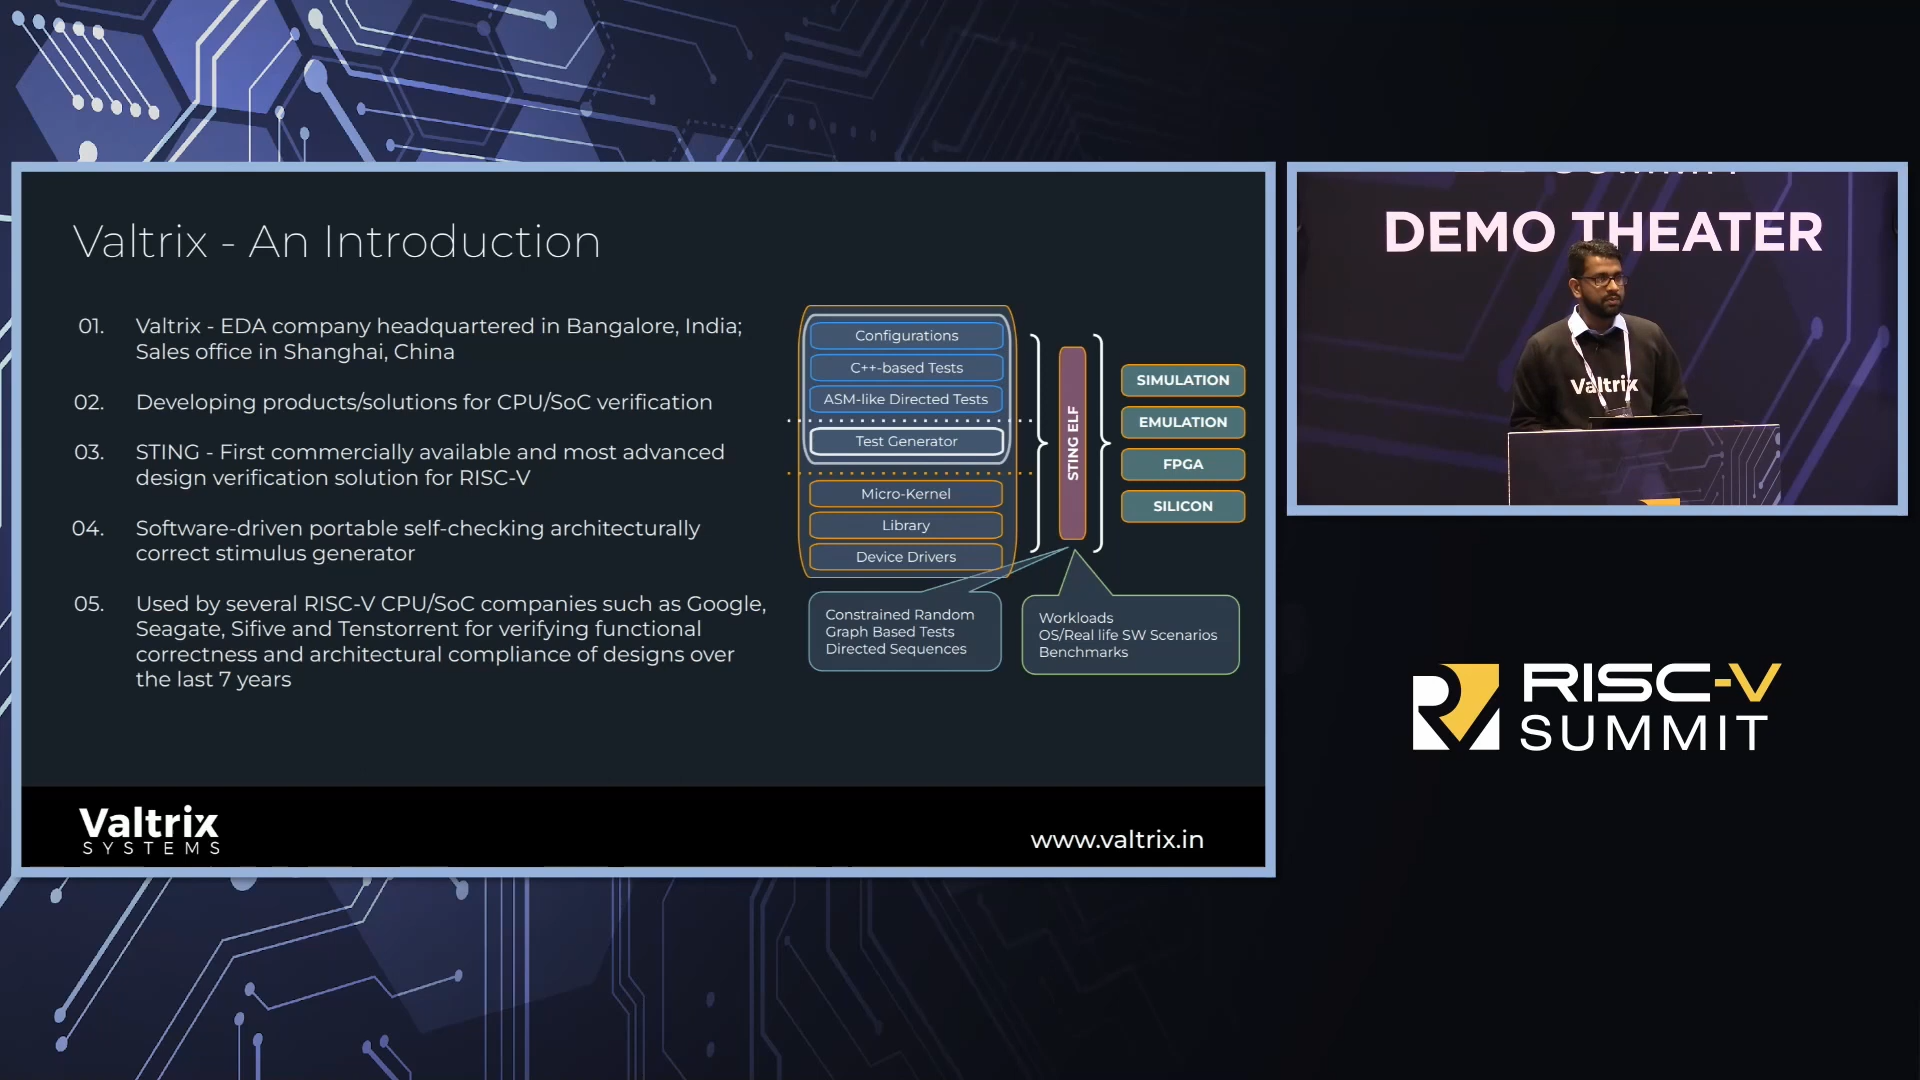 Valtrix - An Introduction
01. Valtrix - EDA company headquartered in Bangalore, India;
Sales office in Shanghai, China
02. Developing products/solutions for CPU/SoC verification
03. STING - First commercially available and most advanced
design verification solution for RISC-V
04. Software-driven portable self-checking architecturally
correct stimulus generator
05. Used by several RISC-V CPU/SoC companies such as Google,
Seagate, Sifive and Tenstorrent for verifying functional
correctness and architectural compliance of designs over
the last 7 years
Configurations
C++-based Tests
ASM-like Directed Tests
Test Generator
Micro-Kernel
Library
Device Drivers
STING ELF
SIMULATION
EMULATION
FPGA
SILICON
Constrained Random
Graph Based Tests
Directed Sequences
Workloads
OS/Real life SW Scenarios
Benchmarks
Valtrix
SYSTEMS
www.valtrix.in
DEMO THEATER
Valtrix
RISC-V
SUMMIT